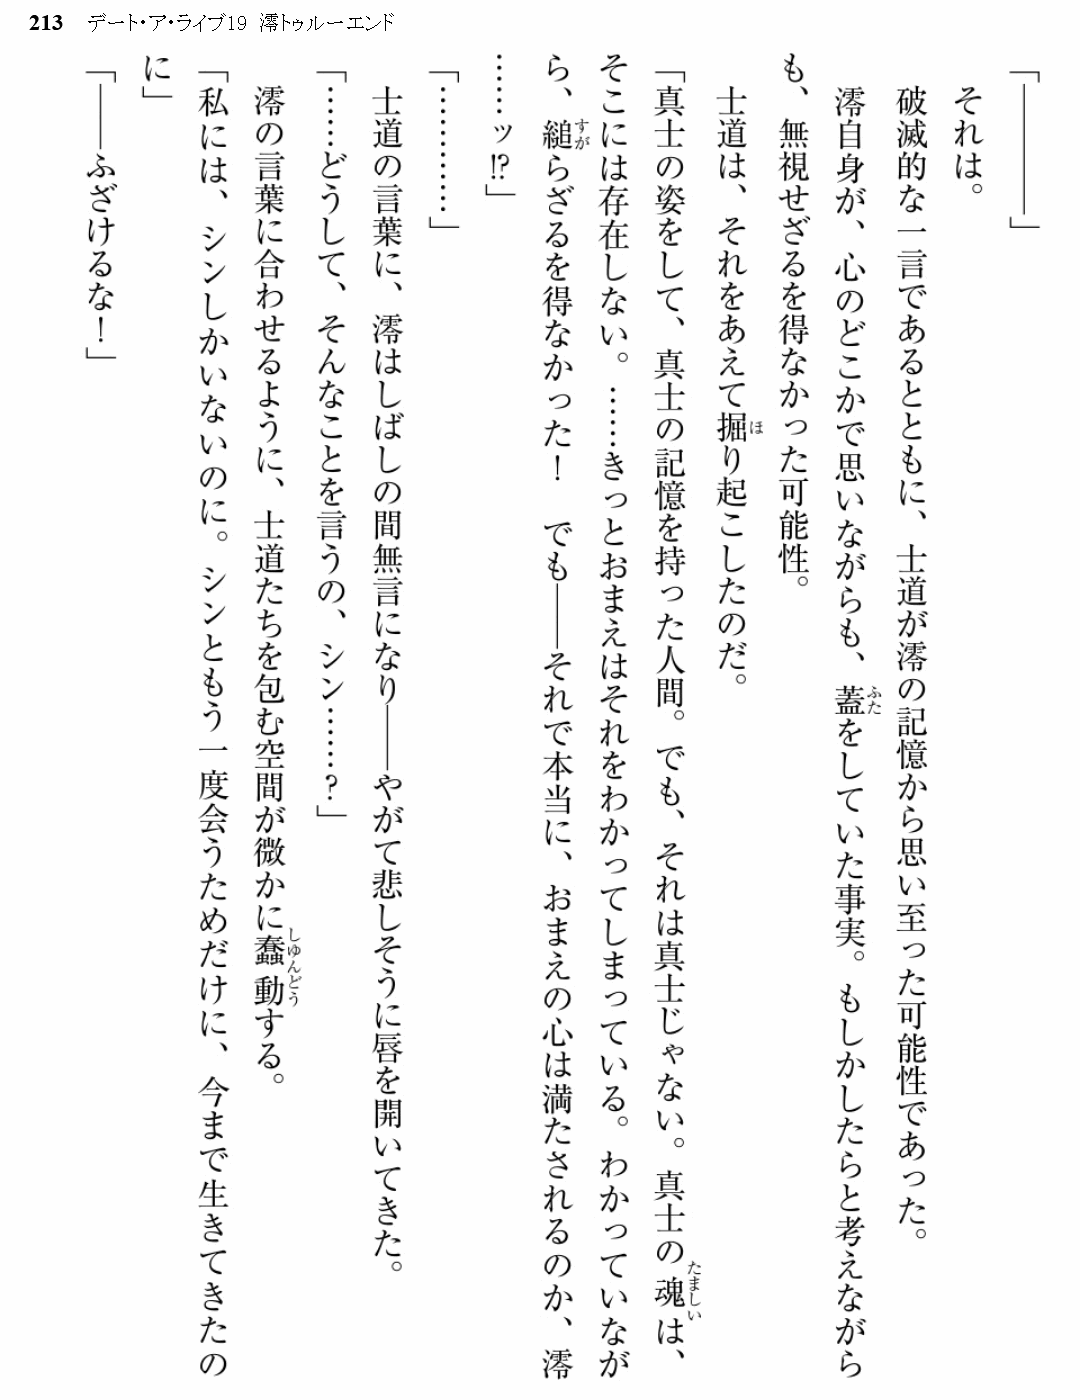 213 デート・ア・ライブ19 澪トゥルーエンド
「――――」
それは。
破滅的な一言であるとともに、士道が澪の記憶から思い至った可能性であった。
澪自身が、心のどこかで思いながらも、蓋をしていた事実。もしかしたらと考えながら
も、無視せざるを得なかった可能性。
士道は、それをあえて掘り起こしたのだ。
「真士の姿をして、真士の記憶を持った人間。でも、それは真士じゃない。真士の魂は、
そこには存在しない。……きっとおまえはそれをわかってしまっている。わかっていなが
ら、縋らざるを得なかった！　でも――それで本当に、おまえの心は満たされるのか、澪
……ッ!?」
「…………」
士道の言葉に、澪はしばしの間無言になり――やがて悲しそうに唇を開いてきた。
「……どうして、そんなことを言うの、シン……？」
澪の言葉に合わせるように、士道たちを包む空間が微かに蠢動する。
「私には、シンしかいないのに。シンともう一度会うためだけに、今まで生きてきたの
に」
「――ふざけるな！」